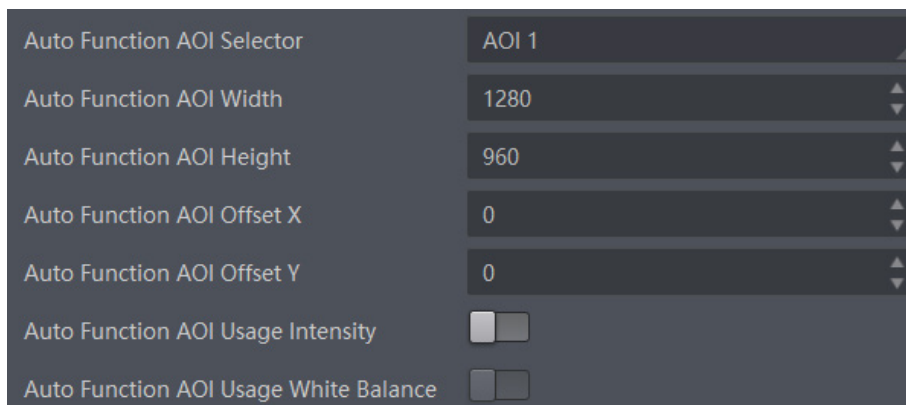 Auto Function AOI Selector AOI 1
Auto Function AOI Width 1280
Auto Function AOI Height 960
Auto Function AOI Offset X 0
Auto Function AOI Offset Y 0
Auto Function AOI Usage Intensity
Auto Function AOI Usage White Balance